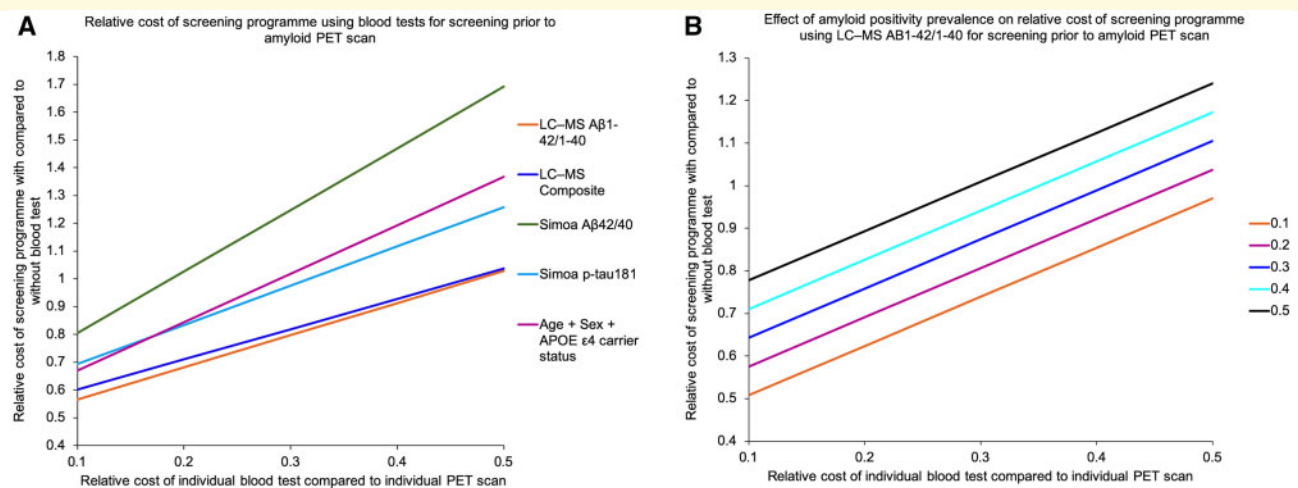 A
Relative cost of screening programme using blood tests for screening prior to
amyloid PET scan
Relative cost of screening programme with compared to
without blood test
1.8
1.7
1.6
1.5
1.4
1.3
1.2
1.1
1
0.9
0.8
0.7
0.6
0.5
0.4
0.1
0.2
0.3
0.4
0.5
Relative cost of individual blood test compared to individual PET scan
LC–MS Aβ1-
42/1-40
LC–MS
Composite
Simoa Aβ42/40
Simoa p-tau181
Age + Sex +
APOE ε4 carrier
status
B
Effect of amyloid positivity prevalence on relative cost of screening programme
using LC–MS AB1-42/1-40 for screening prior to amyloid PET scan
Relative cost of screening programme with compared to
without blood test
1.3
1.2
1.1
1
0.9
0.8
0.7
0.6
0.5
0.4
0.1
0.2
0.3
0.4
0.5
Relative cost of individual blood test compared to individual PET scan
0.1
0.2
0.3
0.4
0.5